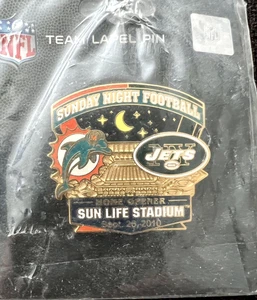 NFL
TEAM LAPEL PIN
SUNDAY NIGHT FOOTBALL
NY
JETS
HOME OPENER
SUN LIFE STADIUM
Sept. 26, 2010